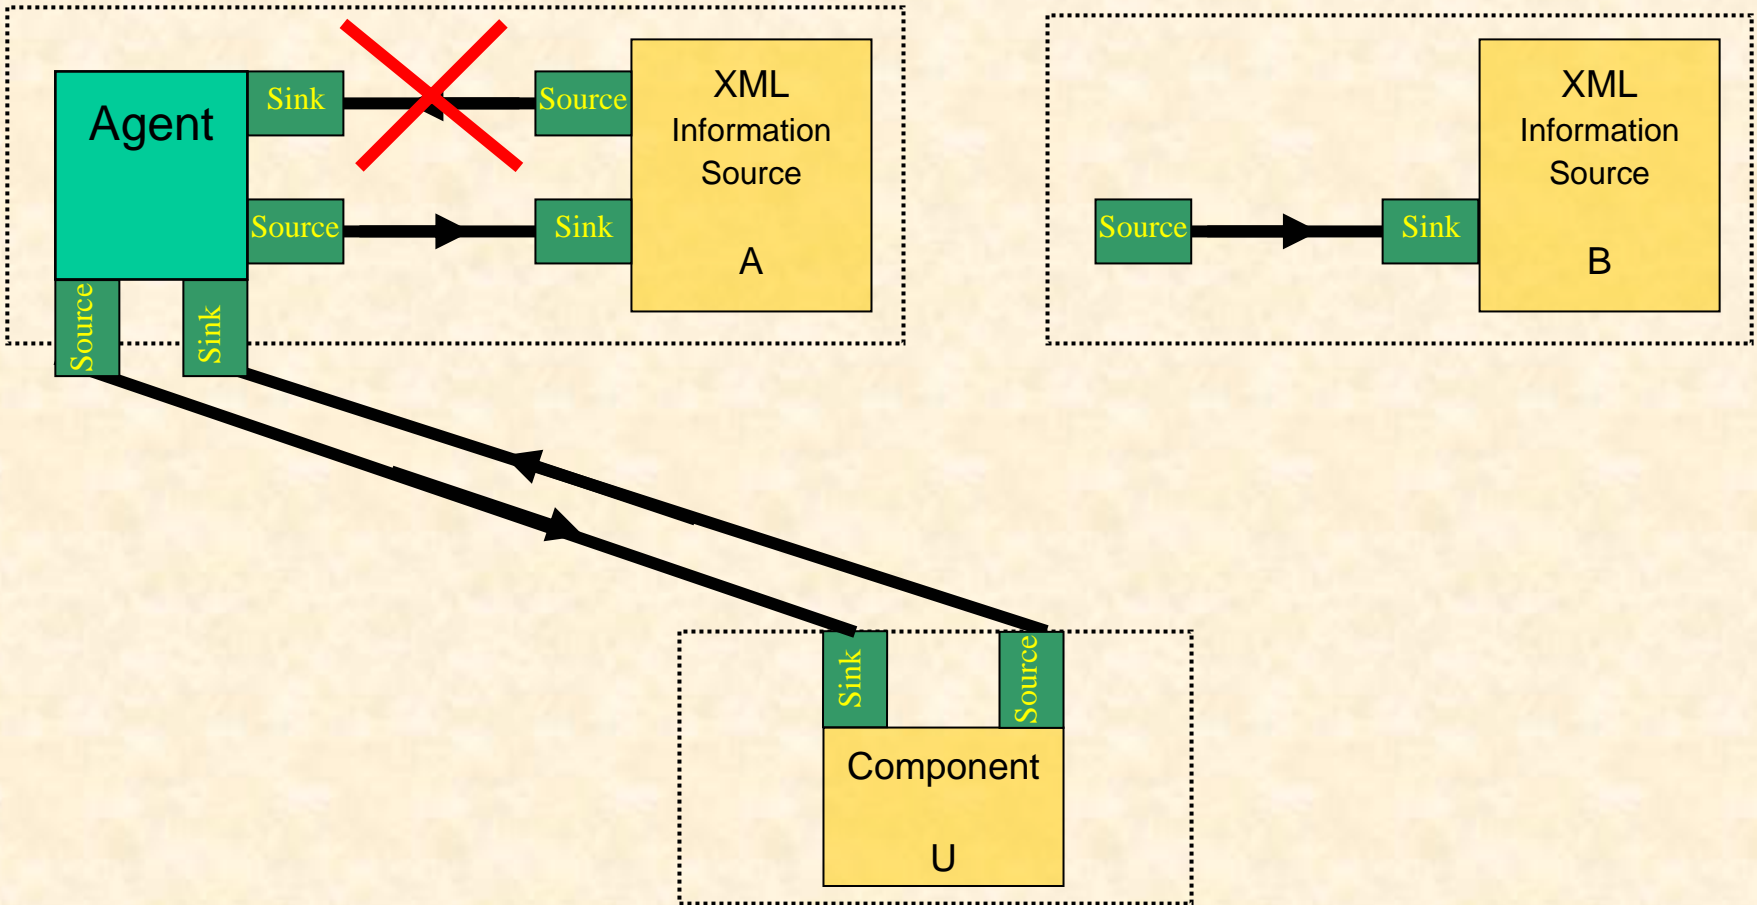 Agent
Sink
Source
Source
Sink
Source
Sink
XML
Information
Source
A
Source
Sink
XML
Information
Source
B
Sink
Source
Component
U